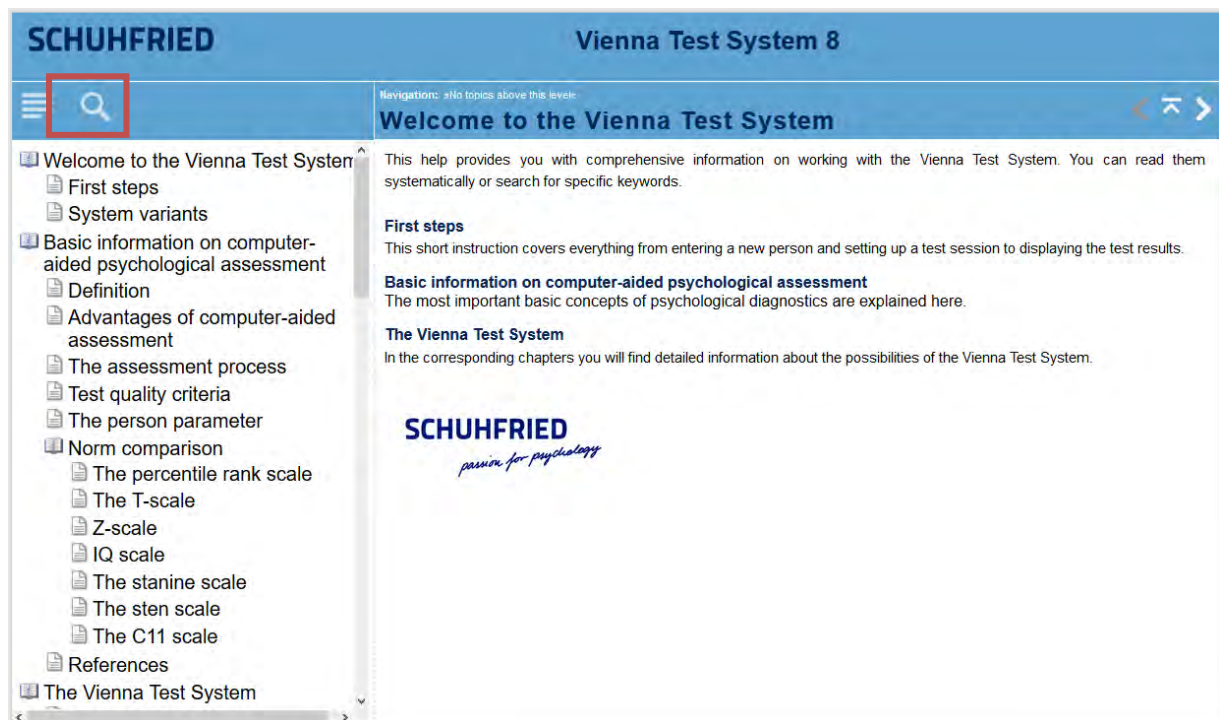 SCHUHFRIED
Vienna Test System 8
Navigation: »No topics above this level«
Welcome to the Vienna Test System
Welcome to the Vienna Test System
First steps
System variants
Basic information on computer-
aided psychological assessment
Definition
Advantages of computer-aided
assessment
The assessment process
Test quality criteria
The person parameter
Norm comparison
The percentile rank scale
The T-scale
Z-scale
IQ scale
The stanine scale
The sten scale
The C11 scale
References
The Vienna Test System
This help provides you with comprehensive information on working with the Vienna Test System. You can read them
systematically or search for specific keywords.
First steps
This short instruction covers everything from entering a new person and setting up a test session to displaying the test results.
Basic information on computer-aided psychological assessment
The most important basic concepts of psychological diagnostics are explained here.
The Vienna Test System
In the corresponding chapters you will find detailed information about the possibilities of the Vienna Test System.
SCHUHFRIED
passion for psychology